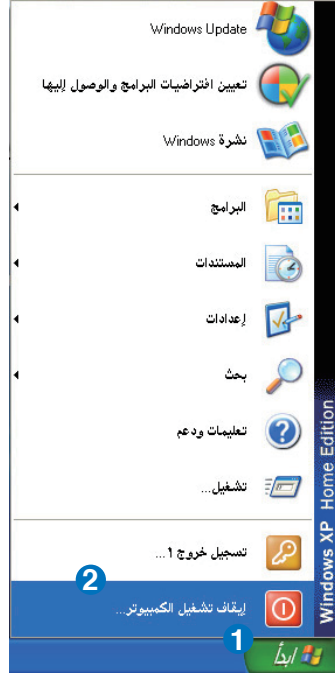 Windows Update
تعيين افتراضيات البرامج والوصول إليها
نشرة Windows
البرامج
المستندات
إعدادات
بحث
تعليمات ودعم
تشغيل...
تسجيل خروج ١...
إيقاف تشغيل الكمبيوتر...
2
1
ابدأ
Windows XP Home Edition